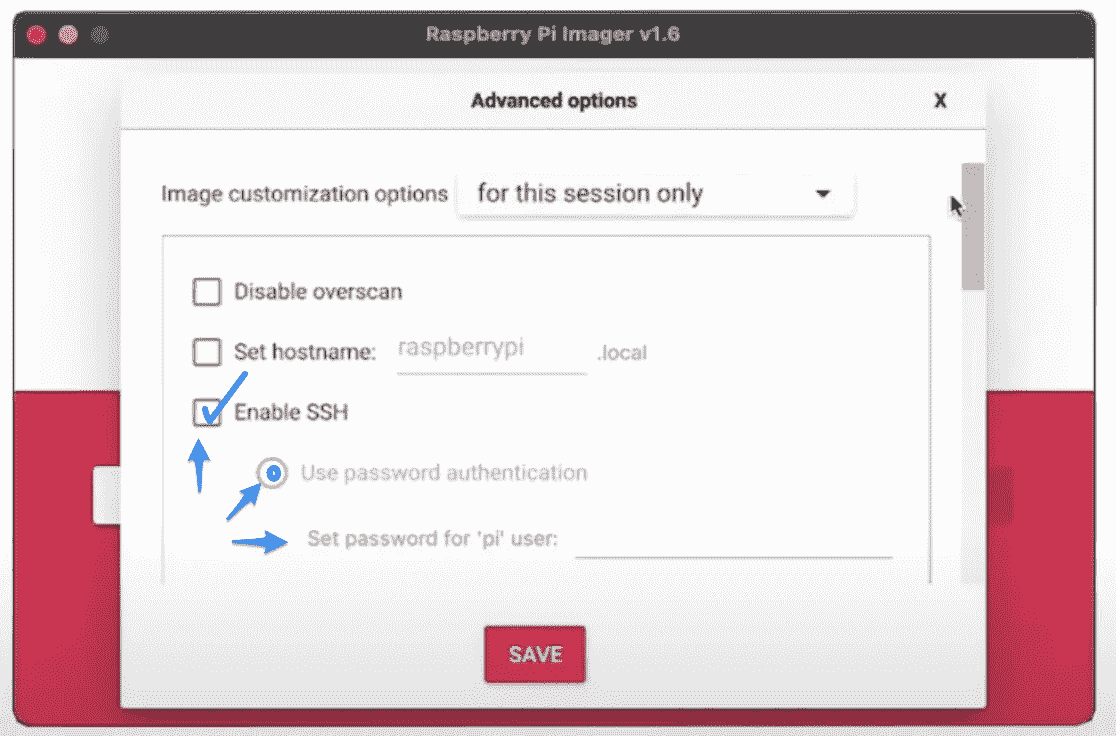 Raspberry Pi Imager v1.6
Advanced options X
Image customization options for this session only
Disable overscan
Set hostname: raspberrypi .local
Enable SSH
Use password authentication
Set password for 'pi' user:
SAVE